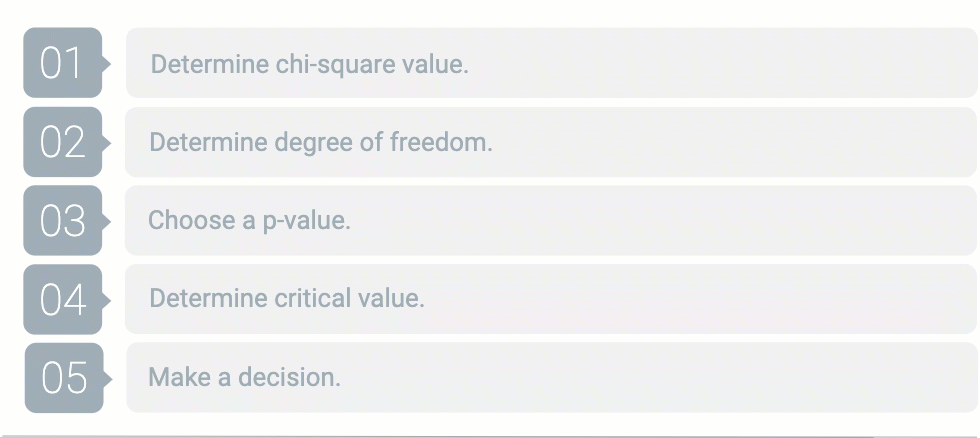 01 Determine chi-square value.
02 Determine degree of freedom.
03 Choose a p-value.
04 Determine critical value.
05 Make a decision.